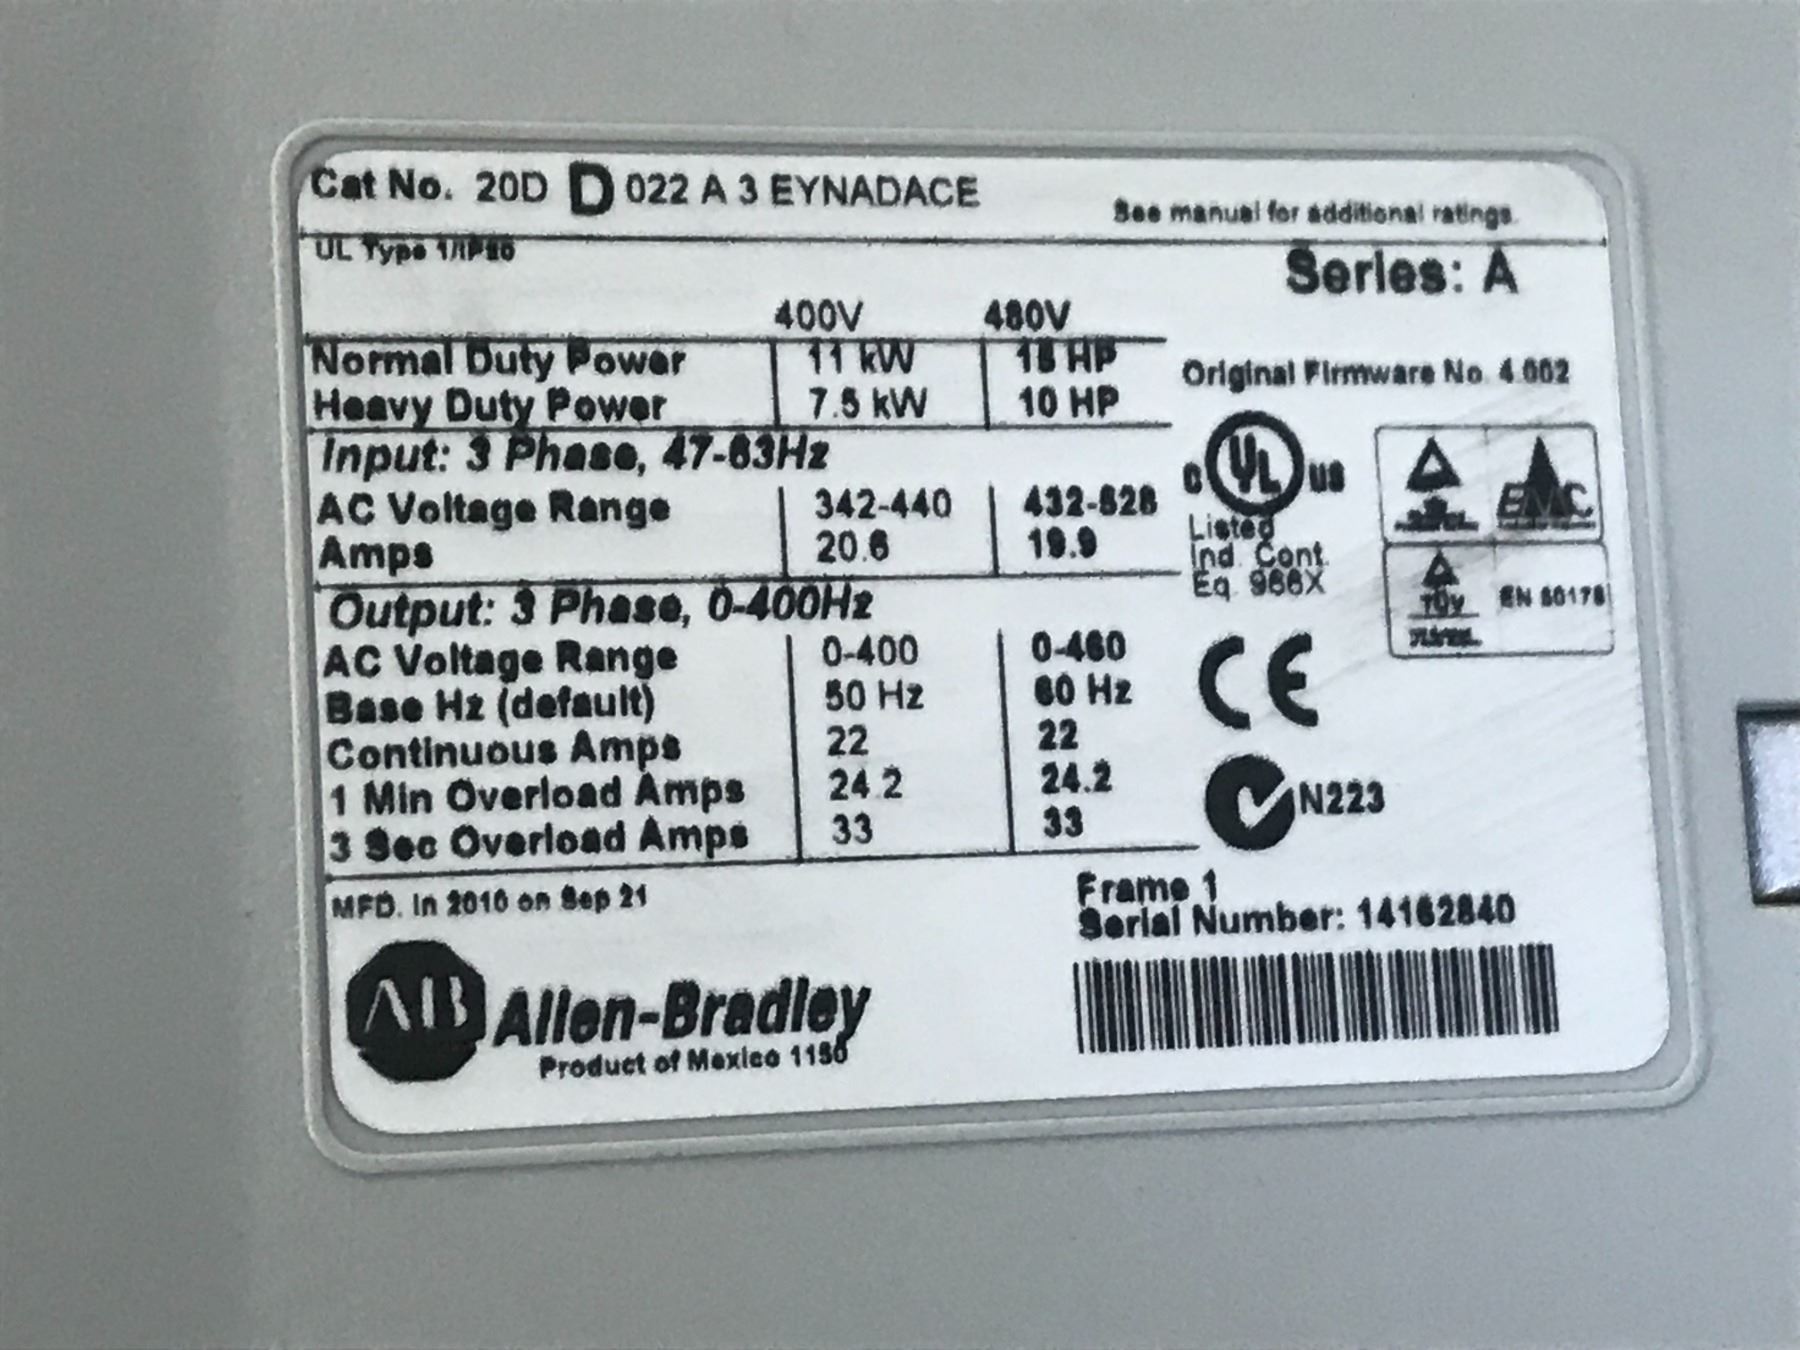 Cat No. 20D D 022 A 3 EYNADACE
See manual for additional ratings.
UL Type 1/IP20
Series: A
400V 480V
Normal Duty Power 11 kW 15 HP
Heavy Duty Power 7.5 kW 10 HP
Original Firmware No. 4.002
Input: 3 Phase, 47-63Hz
AC Voltage Range 342-440 432-528
Amps 20.6 19.9
C UL US
Listed
Ind. Cont.
Eq. 966X
EMC
TÜV
EN 50178
Output: 3 Phase, 0-400Hz
AC Voltage Range 0-400 0-460
Base Hz (default) 50 Hz 60 Hz
Continuous Amps 22 22
1 Min Overload Amps 24.2 24.2
3 Sec Overload Amps 33 33
CE
N223
MFD. in 2010 on Sep 21
Frame 1
Serial Number: 14162840
AB Allen-Bradley
Product of Mexico 1150